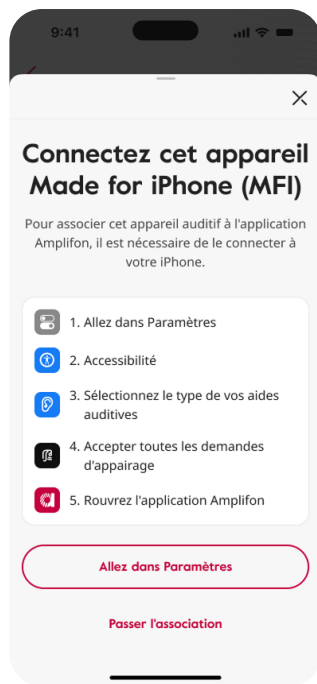 9:41
Connectez cet appareil
Made for iPhone (MFI)
Pour associer cet appareil auditif à l'application
Amplifon, il est nécessaire de le connecter à
votre iPhone.
1. Allez dans Paramètres
2. Accessibilité
3. Sélectionnez le type de vos aides
auditives
4. Accepter toutes les demandes
d'appairage
5. Rouvrez l'application Amplifon
Allez dans Paramètres
Passer l'association